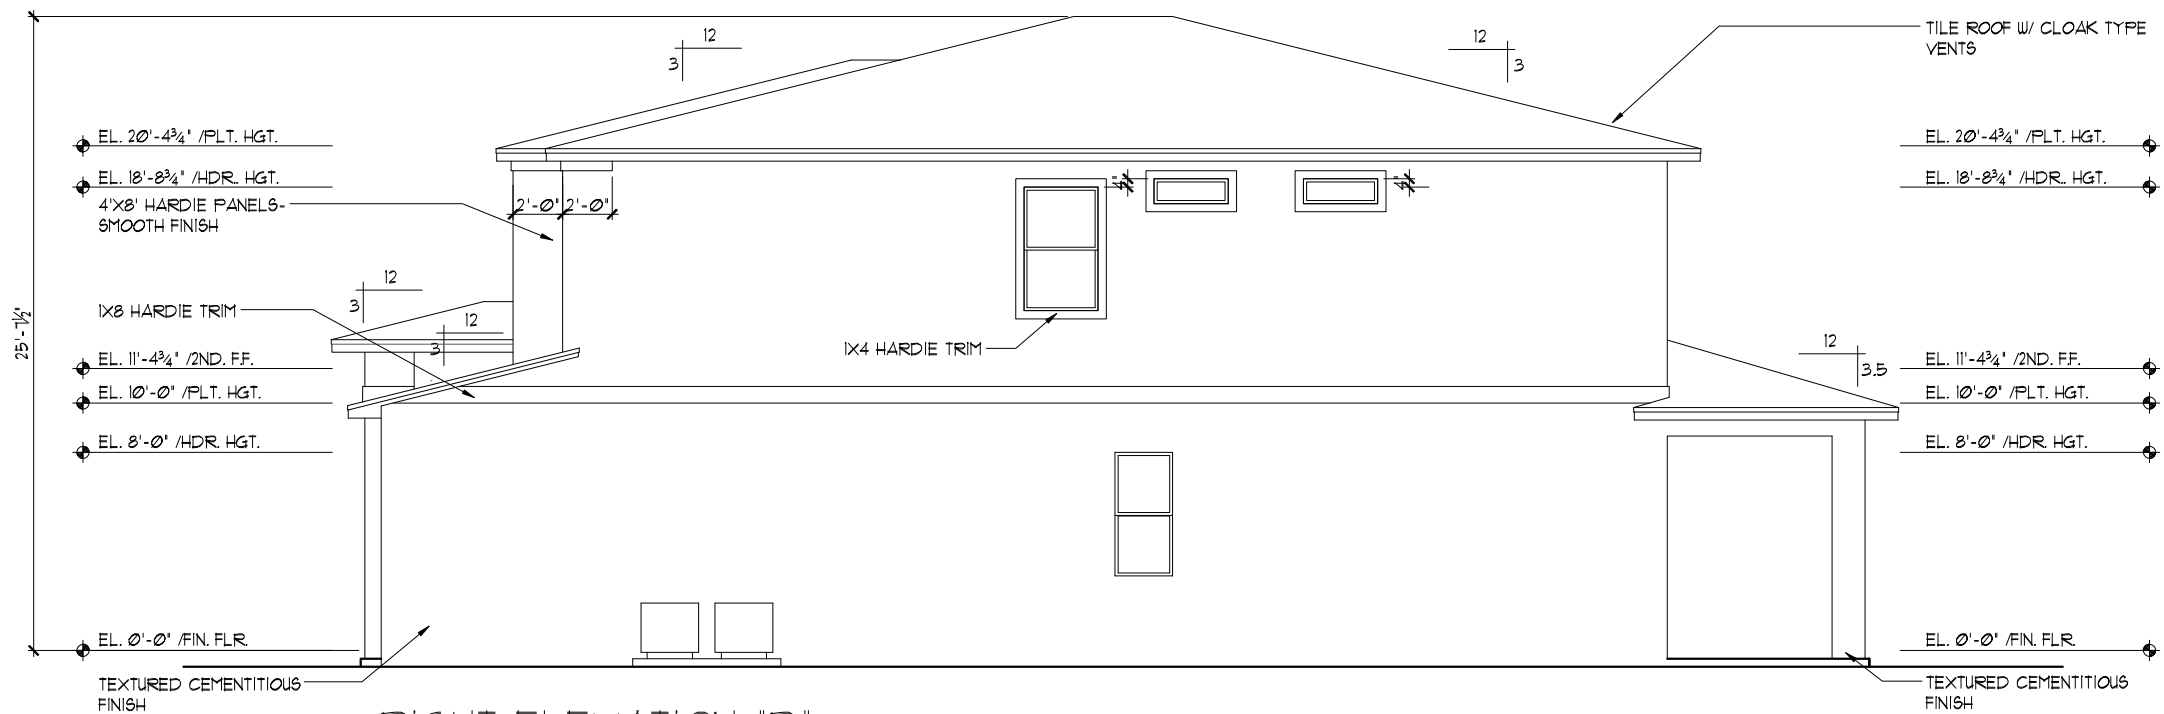 12
3
12
3
TILE ROOF W/ CLOAK TYPE
VENTS
EL. 20'-4¾" /PLT. HGT.
EL. 20'-4¾" /PLT. HGT.
EL. 18'-8¾" /HDR. HGT.
4"
4"
EL. 18'-8¾" /HDR. HGT.
4'X8' HARDIE PANELS-
SMOOTH FINISH
2'-0"
2'-0"
12
3
1X8 HARDIE TRIM
12
3
25'-7½"
1X4 HARDIE TRIM
12
3.5
EL. 11'-4¾" /2ND. F.F.
EL. 11'-4¾" /2ND. F.F.
EL. 10'-0" /PLT. HGT.
EL. 10'-0" /PLT. HGT.
EL. 8'-0" /HDR. HGT.
EL. 8'-0" /HDR. HGT.
EL. 0'-0" /FIN. FLR.
EL. 0'-0" /FIN. FLR.
TEXTURED CEMENTITIOUS
FINISH
TEXTURED CEMENTITIOUS
FINISH